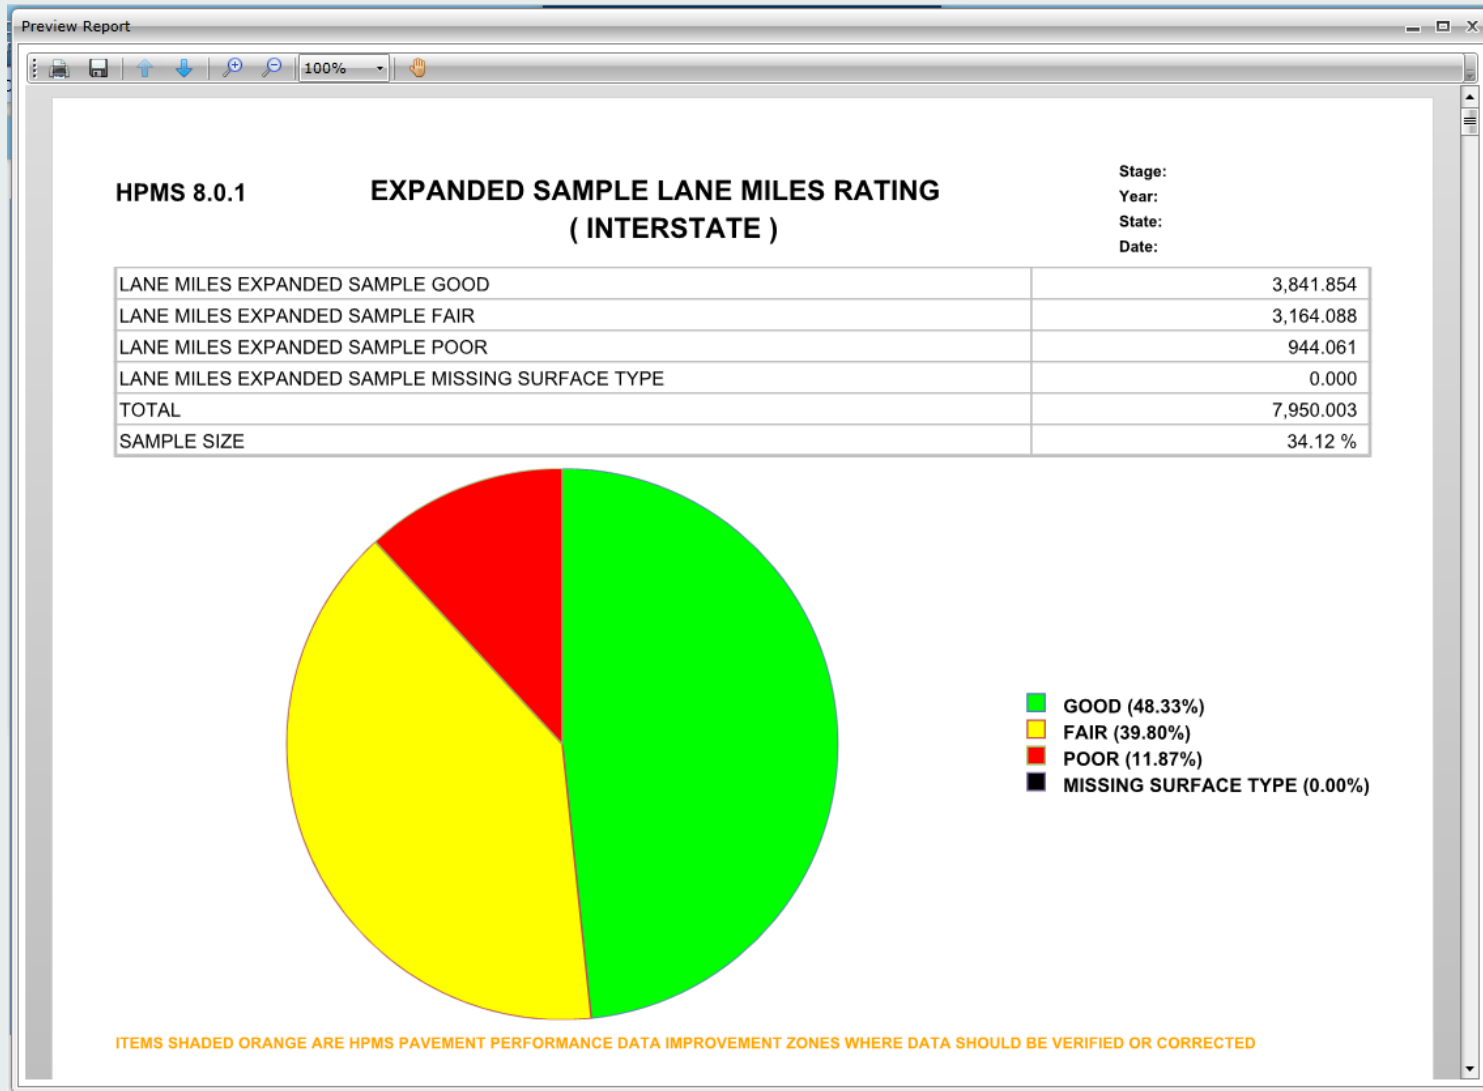 Preview Report
100%
HPMS 8.0.1
EXPANDED SAMPLE LANE MILES RATING
( INTERSTATE )
Stage:
Year:
State:
Date:
LANE MILES EXPANDED SAMPLE GOOD 3,841.854
LANE MILES EXPANDED SAMPLE FAIR 3,164.088
LANE MILES EXPANDED SAMPLE POOR 944.061
LANE MILES EXPANDED SAMPLE MISSING SURFACE TYPE 0.000
TOTAL 7,950.003
SAMPLE SIZE 34.12 %
GOOD (48.33%)
FAIR (39.80%)
POOR (11.87%)
MISSING SURFACE TYPE (0.00%)
ITEMS SHADED ORANGE ARE HPMS PAVEMENT PERFORMANCE DATA IMPROVEMENT ZONES WHERE DATA SHOULD BE VERIFIED OR CORRECTED